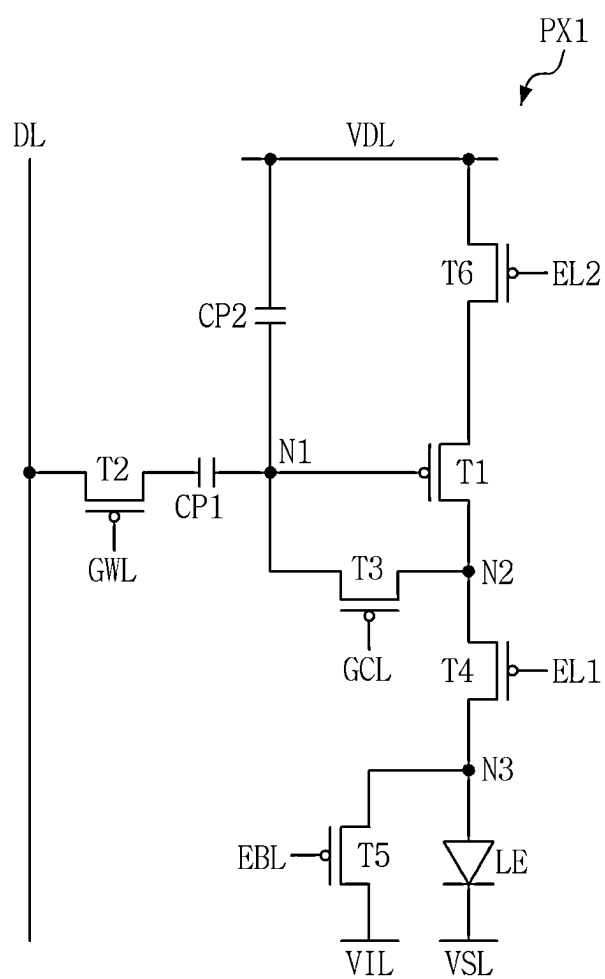 PX1
DL
VDL
T6
EL2
CP2
N1
T2
T1
CP1
GWL
T3
N2
GCL
T4
EL1
N3
EBL
T5
LE
VIL
VSL